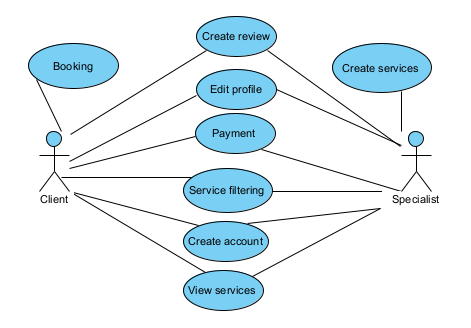 Create review
Booking
Create services
Edit profile
Payment
Service filtering
Client
Specialist
Create account
View services